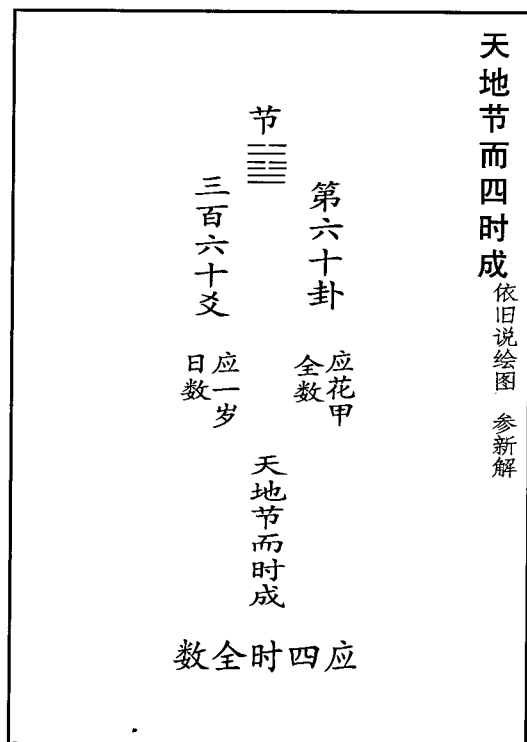 天地节而四时成
依旧说绘图 参新解
节
第六十卦
应花甲
全数
三百六十爻
应一岁
日数
天地节而时成
应四时全数